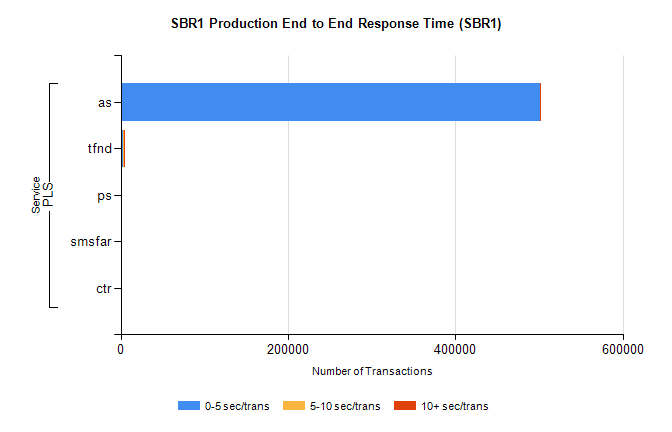 SBR1 Production End to End Response Time (SBR1)
Service
PLS
as
tfnd
ps
smsfar
ctr
0 200000 400000 600000
Number of Transactions
0-5 sec/trans 5-10 sec/trans 10+ sec/trans